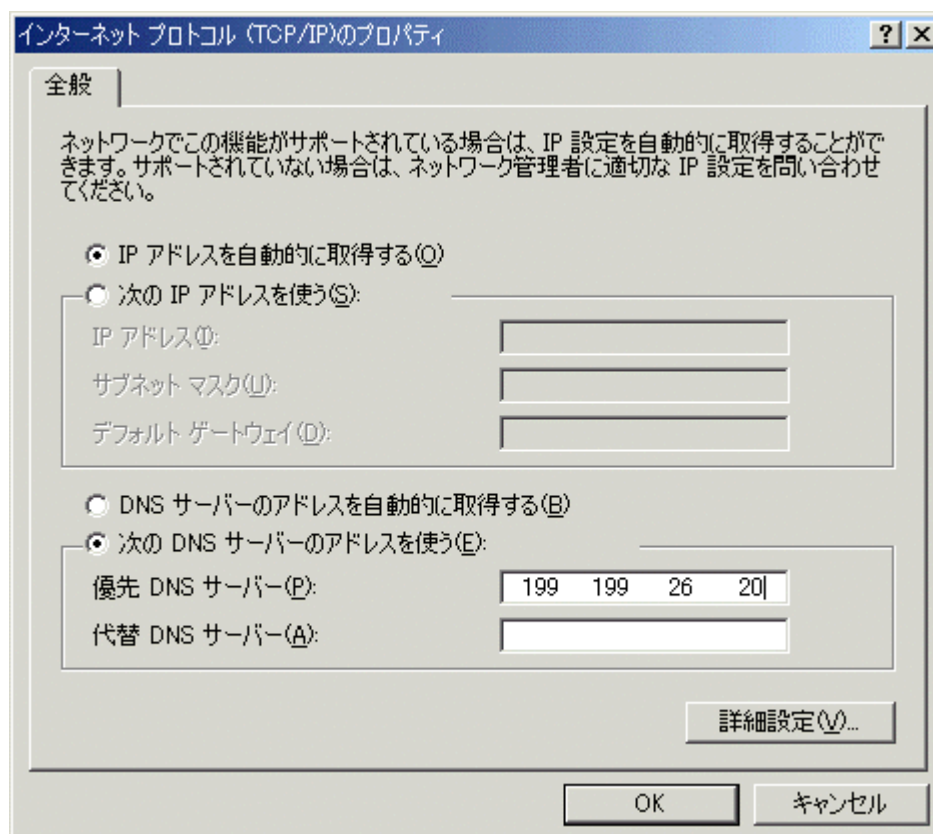 インターネット プロトコル (TCP/IP)のプロパティ
全般
ネットワークでこの機能がサポートされている場合は、IP 設定を自動的に取得することがで
きます。サポートされていない場合は、ネットワーク管理者に適切な IP 設定を問い合わせ
てください。
IP アドレスを自動的に取得する(O)
次の IP アドレスを使う(S):
IP アドレス(I):
サブネット マスク(U):
デフォルト ゲートウェイ(D):
DNS サーバーのアドレスを自動的に取得する(B)
次の DNS サーバーのアドレスを使う(E):
優先 DNS サーバー(P): 199 199 26 20
代替 DNS サーバー(A):
詳細設定(V)...
OK キャンセル